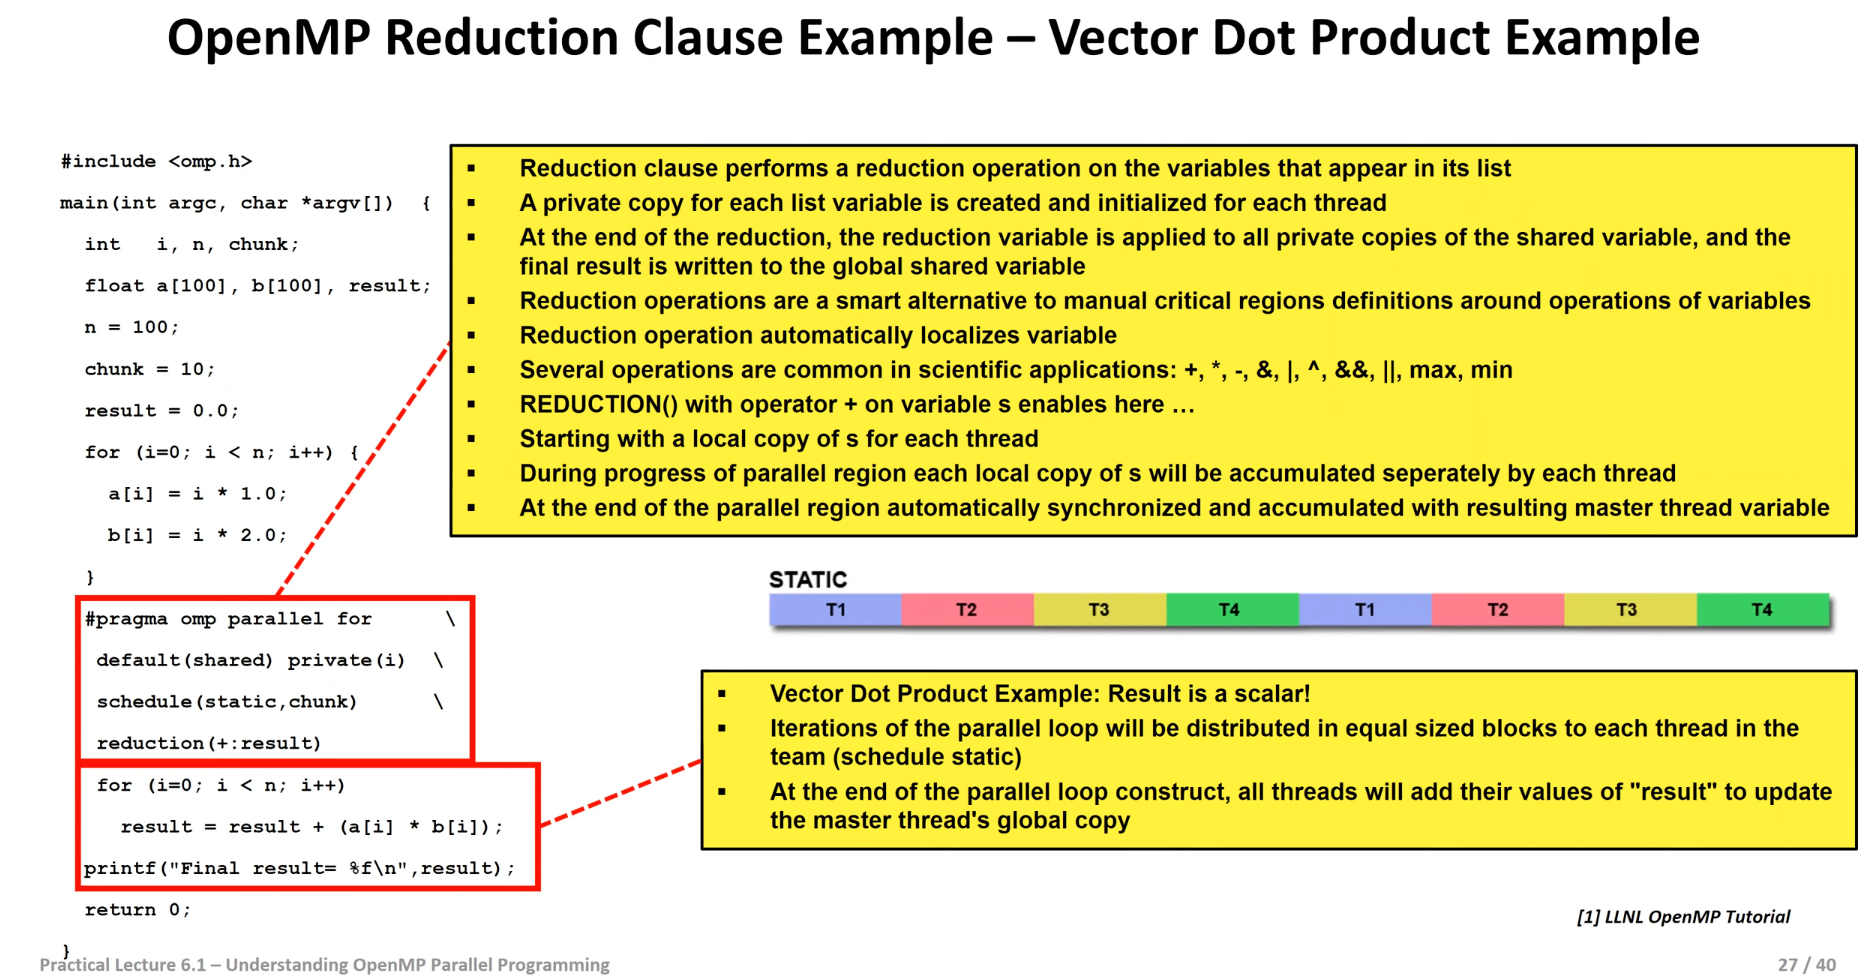 OpenMP Reduction Clause Example – Vector Dot Product Example
#include <omp.h>
main(int argc, char *argv[]) {
int i, n, chunk;
float a[100], b[100], result;
n = 100;
chunk = 10;
result = 0.0;
for (i=0; i < n; i++) {
a[i] = i * 1.0;
b[i] = i * 2.0;
}
#pragma omp parallel for \
default(shared) private(i) \
schedule(static,chunk) \
reduction(+:result)
for (i=0; i < n; i++)
result = result + (a[i] * b[i]);
printf("Final result= %f\n",result);
return 0;
}
▪ Reduction clause performs a reduction operation on the variables that appear in its list
▪ A private copy for each list variable is created and initialized for each thread
▪ At the end of the reduction, the reduction variable is applied to all private copies of the shared variable, and the
final result is written to the global shared variable
▪ Reduction operations are a smart alternative to manual critical regions definitions around operations of variables
▪ Reduction operation automatically localizes variable
▪ Several operations are common in scientific applications: +, *, -, &, |, ^, &&, ||, max, min
▪ REDUCTION() with operator + on variable s enables here …
▪ Starting with a local copy of s for each thread
▪ During progress of parallel region each local copy of s will be accumulated seperately by each thread
▪ At the end of the parallel region automatically synchronized and accumulated with resulting master thread variable
STATIC
T1 T2 T3 T4 T1 T2 T3 T4
▪ Vector Dot Product Example: Result is a scalar!
▪ Iterations of the parallel loop will be distributed in equal sized blocks to each thread in the
team (schedule static)
▪ At the end of the parallel loop construct, all threads will add their values of "result" to update
the master thread's global copy
[1] LLNL OpenMP Tutorial
Practical Lecture 6.1 – Understanding OpenMP Parallel Programming
27 / 40